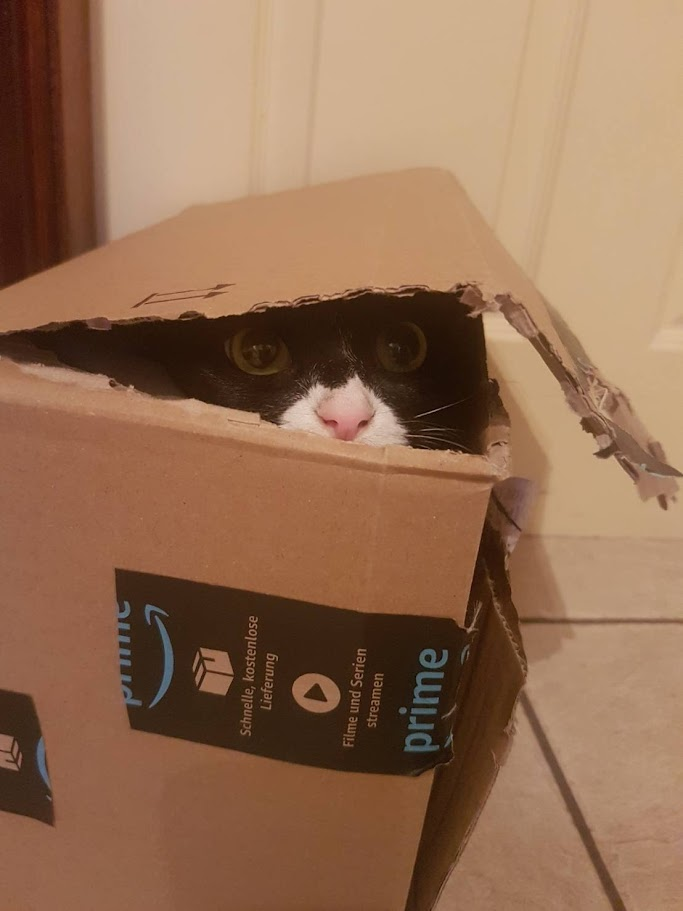 prime
Schnelle, kostenlose
Lieferung
Filme und Serien
streamen
prime